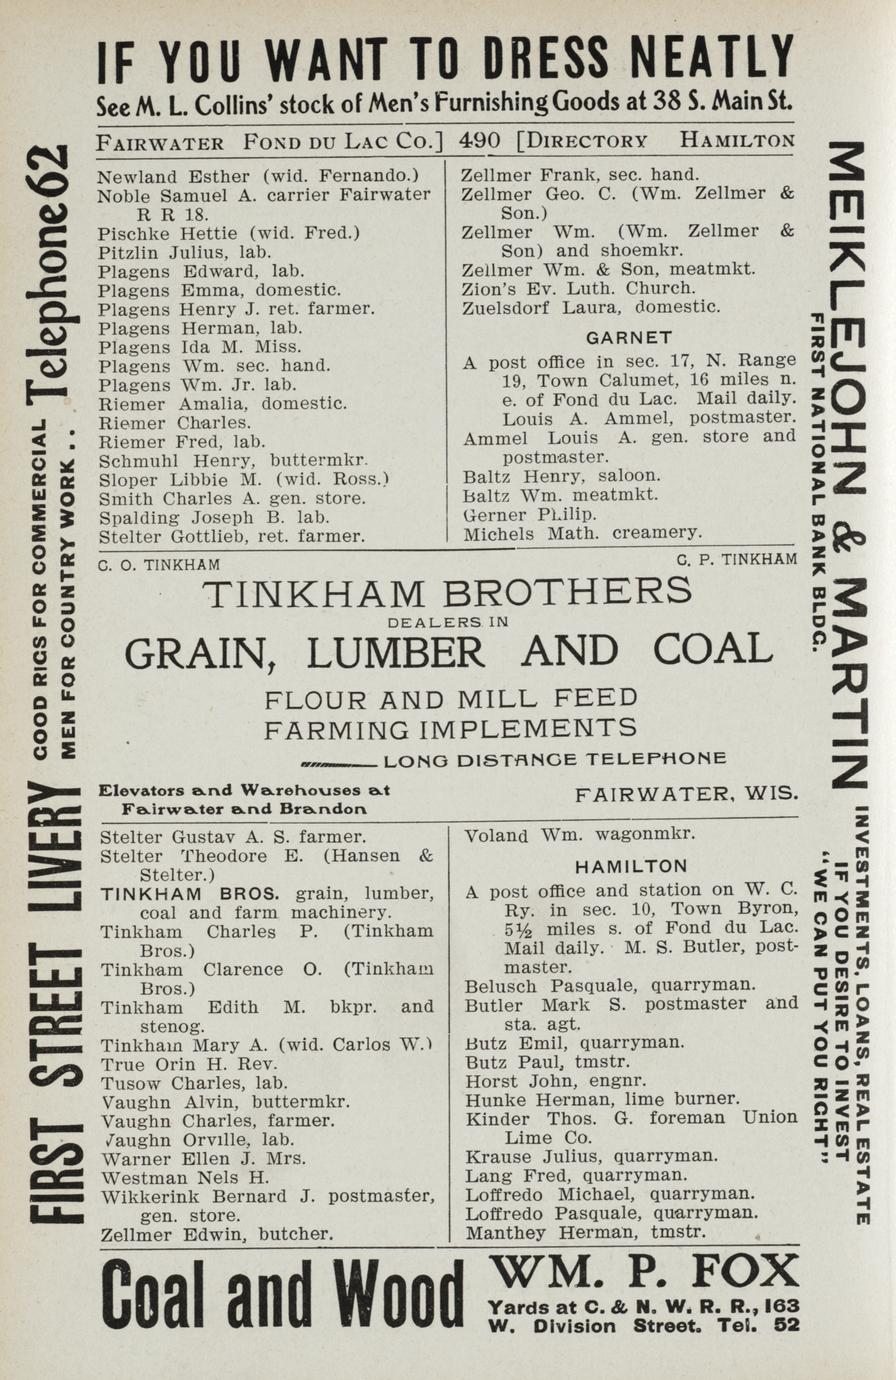 IF YOU WANT TO DRESS NEATLY
See M. L. Collins' stock of Men's Furnishing Goods at 38 S. Main St.
FAIRWATER FOND DU LAC CO.] 490 [DIRECTORY HAMILTON
Newland Esther (wid. Fernando.)
Noble Samuel A. carrier Fairwater
R R 18.
Pischke Hettie (wid. Fred.)
Pitzlin Julius, lab.
Plagens Edward, lab.
Plagens Emma, domestic.
Plagens Henry J. ret. farmer.
Plagens Herman, lab.
Plagens Ida M. Miss.
Plagens Wm. sec. hand.
Plagens Wm. Jr. lab.
Riemer Amalia, domestic.
Riemer Charles.
Riemer Fred, lab.
Schmuhl Henry, buttermkr.
Sloper Libbie M. (wid. Ross.)
Smith Charles A. gen. store.
Spalding Joseph B. lab.
Stelter Gottlieb, ret. farmer.
Zellmer Frank, sec. hand.
Zellmer Geo. C. (Wm. Zellmer &
Son.)
Zellmer Wm. (Wm. Zellmer &
Son) and shoemkr.
Zellmer Wm. & Son, meatmkt.
Zion's Ev. Luth. Church.
Zuelsdorf Laura, domestic.
GARNET
A post office in sec. 17, N. Range
19, Town Calumet, 16 miles n.
e. of Fond du Lac. Mail daily.
Louis A. Ammel, postmaster.
Ammel Louis A. gen. store and
postmaster.
Baltz Henry, saloon.
Baltz Wm. meatmkt.
Gerner Philip.
Michels Math. creamery.
C. O. TINKHAM
C. P. TINKHAM
TINKHAM BROTHERS
DEALERS IN
GRAIN, LUMBER AND COAL
FLOUR AND MILL FEED
FARMING IMPLEMENTS
LONG DISTANCE TELEPHONE
Elevators and Warehouses at
Fairwater and Brandon
FAIRWATER, WIS.
Stelter Gustav A. S. farmer.
Stelter Theodore E. (Hansen &
Stelter.)
TINKHAM BROS. grain, lumber,
coal and farm machinery.
Tinkham Charles P. (Tinkham
Bros.)
Tinkham Clarence O. (Tinkham
Bros.)
Tinkham Edith M. bkpr. and
stenog.
Tinkham Mary A. (wid. Carlos W.)
True Orin H. Rev.
Tusow Charles, lab.
Vaughn Alvin, buttermkr.
Vaughn Charles, farmer.
Vaughn Orville, lab.
Warner Ellen J. Mrs.
Westman Nels H.
Wikkerink Bernard J. postmaster,
gen. store.
Zellmer Edwin, butcher.
Voland Wm. wagonmkr.
HAMILTON
A post office and station on W. C.
Ry. in sec. 10, Town Byron,
5½ miles s. of Fond du Lac.
Mail daily. M. S. Butler, post-
master.
Belusch Pasquale, quarryman.
Butler Mark S. postmaster and
sta. agt.
Butz Emil, quarryman.
Butz Paul, tmstr.
Horst John, engnr.
Hunke Herman, lime burner.
Kinder Thos. G. foreman Union
Lime Co.
Krause Julius, quarryman.
Lang Fred, quarryman.
Loffredo Michael, quarryman.
Loffredo Pasquale, quarryman.
Manthey Herman, tmstr.
Coal and Wood
WM. P. FOX
Yards at C. & N. W. R. R., 163
W. Division Street. Tel. 52
FIRST STREET LIVERY
GOOD RIGS FOR COMMERCIAL
MEN FOR COUNTRY WORK . .
Telephone 62
MEIKLEJOHN & MARTIN
FIRST NATIONAL BANK BLDG.
INVESTMENTS, LOANS, REAL ESTATE
IF YOU DESIRE TO INVEST
"WE CAN PUT YOU RIGHT"